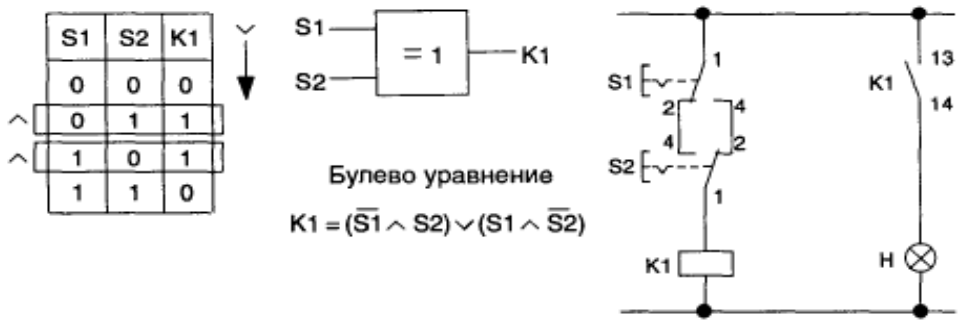 S1 S2 K1
0 0 0
0 1 1
1 0 1
1 1 0
S1
S2
= 1
K1
Булево уравнение
K1 = (S̅1̅ ∧ S2) ∨ (S1 ∧ S̅2̅)
S1
1
2
4
4
2
S2
1
K1
K1
13
14
H